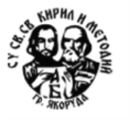 СУ СВ. СВ КИРИЛ И МЕТОДИЙ
А Б
ГР. ЯКОРУДА